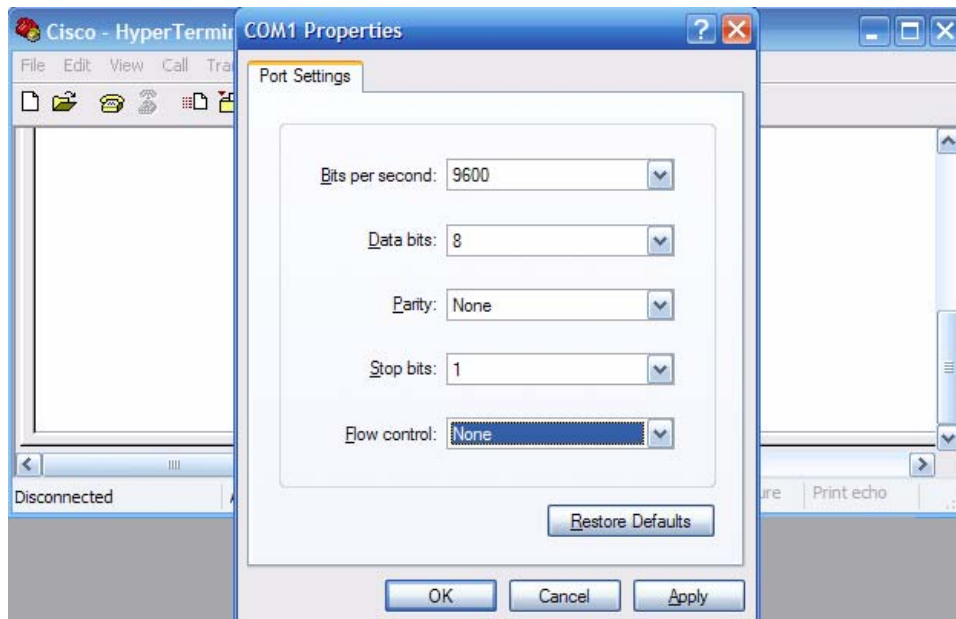 Cisco - HyperTermin
COM1 Properties
File Edit View Call Tra
Port Settings
Bits per second: 9600
Data bits: 8
Parity: None
Stop bits: 1
Flow control: None
Disconnected
ure Print echo
Restore Defaults
OK Cancel Apply